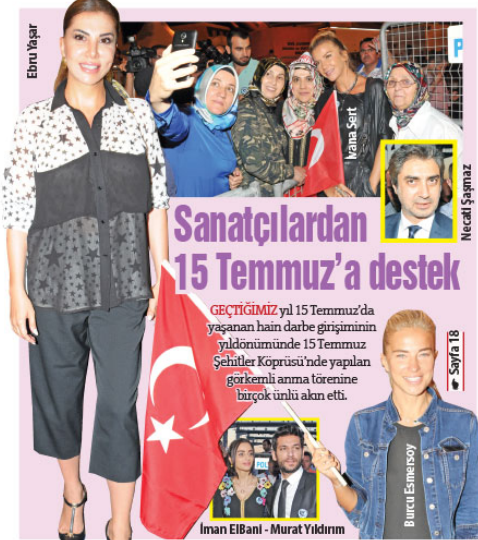 Ebru Yaşar
P
Ivana Sert
Necati Şaşmaz
Sanatçılardan
15 Temmuz'a destek
GEÇTİĞİMİZ yıl 15 Temmuz'da
yaşanan hain darbe girişiminin
yıldönümünde 15 Temmuz
Şehitler Köprüsü'nde yapılan
görkemli anma törenine
birçok ünlü akın etti.
Sayfa 18
POL
İman ElBani - Murat Yıldırım
Burcu Esmersoy